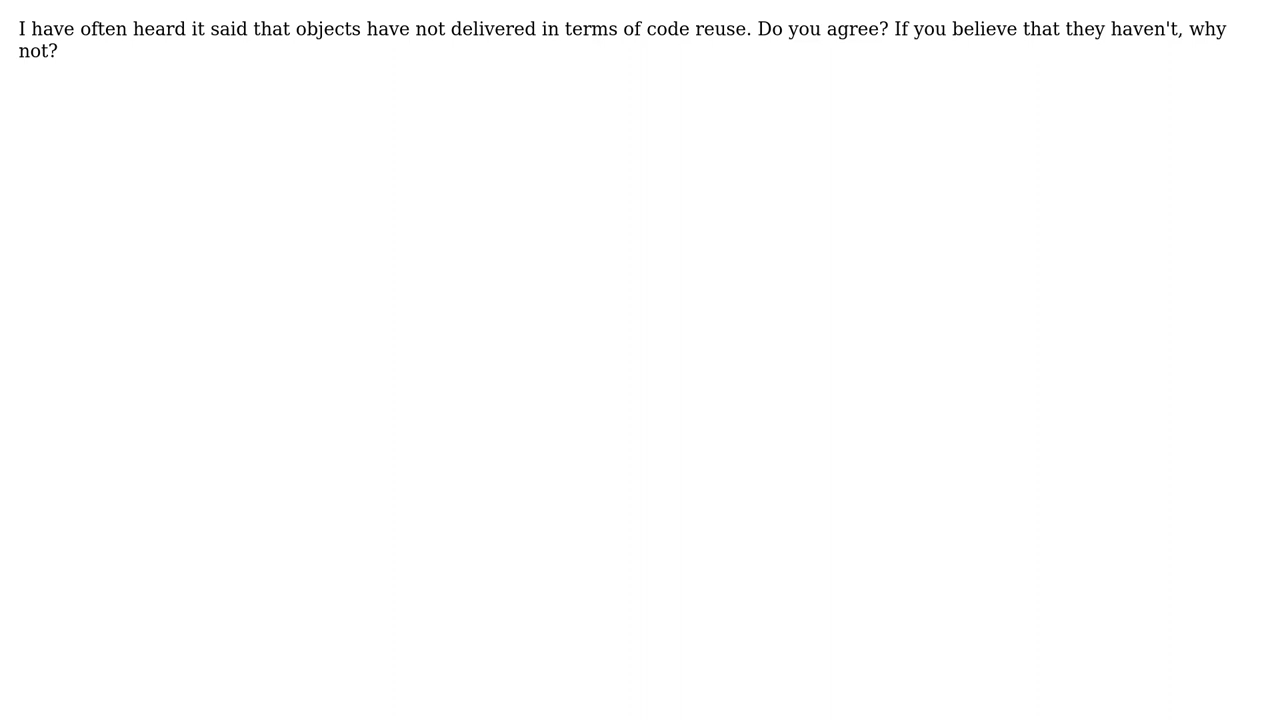 I have often heard it said that objects have not delivered in terms of code reuse. Do you agree? If you believe that they haven't, why
not?